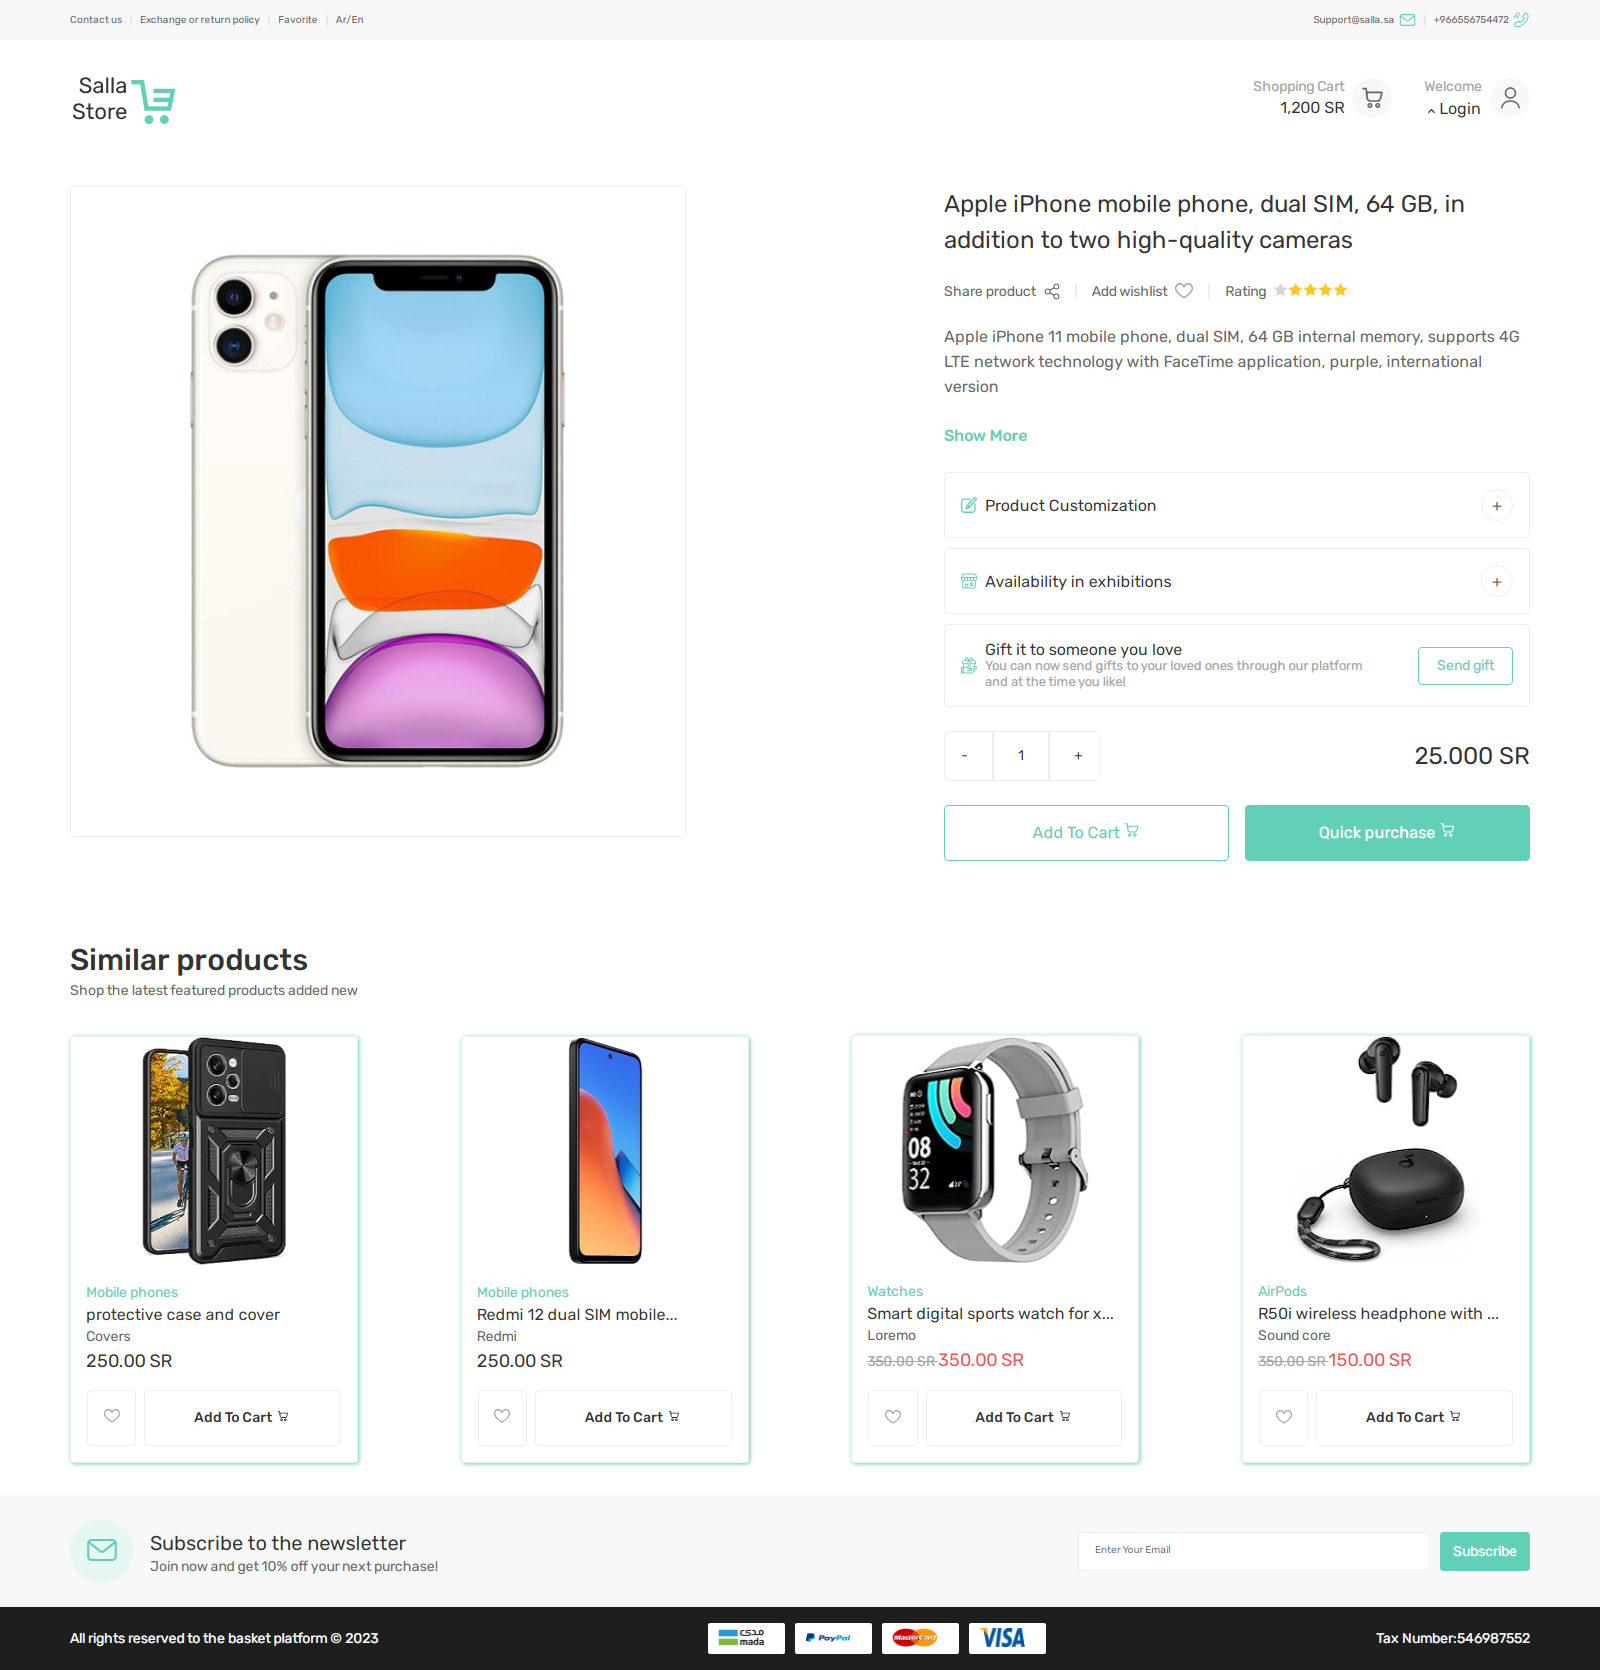 Contact us
Exchange or return policy
Favorite
Ar/En
Support@salla.sa
+966556754472
Salla
Store
Shopping Cart
1,200 SR
Welcome
Login
Apple iPhone mobile phone, dual SIM, 64 GB, in
addition to two high-quality cameras
Share product
Add wishlist
Rating
Apple iPhone 11 mobile phone, dual SIM, 64 GB internal memory, supports 4G
LTE network technology with FaceTime application, purple, international
version
Show More
Product Customization
+
Availability in exhibitions
+
Gift it to someone you love
You can now send gifts to your loved ones through our platform
and at the time you like!
Send gift
- 1 +
25.000 SR
Add To Cart
Quick purchase
Similar products
Shop the latest featured products added new
08
32
Mobile phones
protective case and cover
Covers
250.00 SR
Add To Cart
Mobile phones
Redmi 12 dual SIM mobile...
Redmi
250.00 SR
Add To Cart
Watches
Smart digital sports watch for x...
Loremo
350.00 SR 350.00 SR
Add To Cart
AirPods
R50i wireless headphone with ...
Sound core
350.00 SR 150.00 SR
Add To Cart
Subscribe to the newsletter
Join now and get 10% off your next purchase!
Enter Your Email
Subscribe
All rights reserved to the basket platform © 2023
مدى
mada
PayPal
MasterCard
VISA
Tax Number:546987552